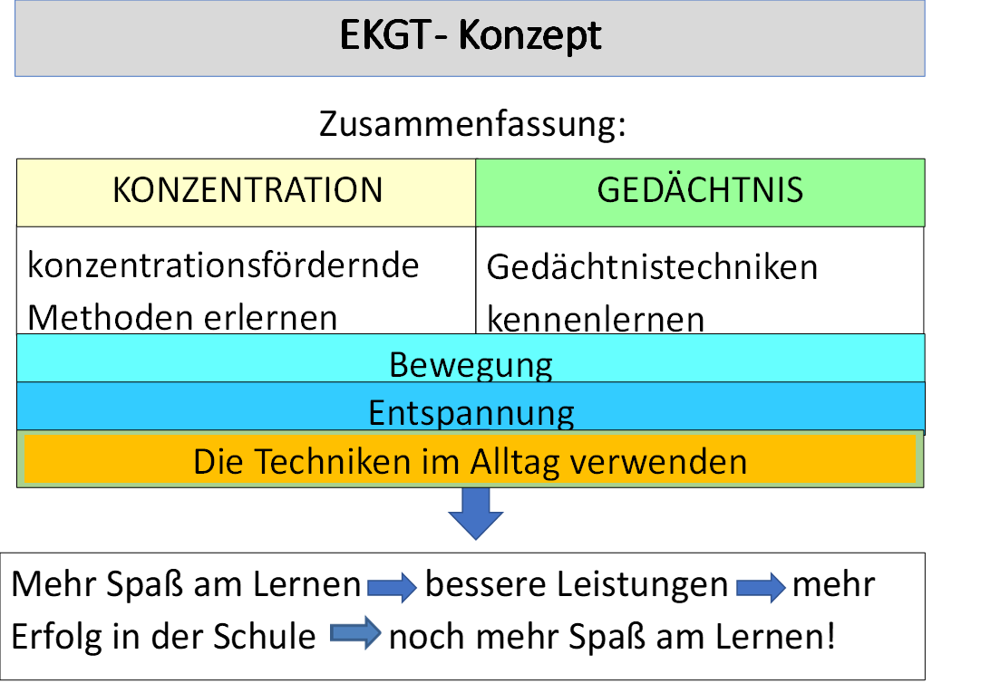 EKGT - Konzept
Zusammenfassung:
KONZENTRATION
GEDÄCHTNIS
konzentrationsfördernde
Methoden erlernen
Gedächtnistechniken
kennenlernen
Bewegung
Entspannung
Die Techniken im Alltag verwenden
Mehr Spaß am Lernen bessere Leistungen mehr
Erfolg in der Schule noch mehr Spaß am Lernen!